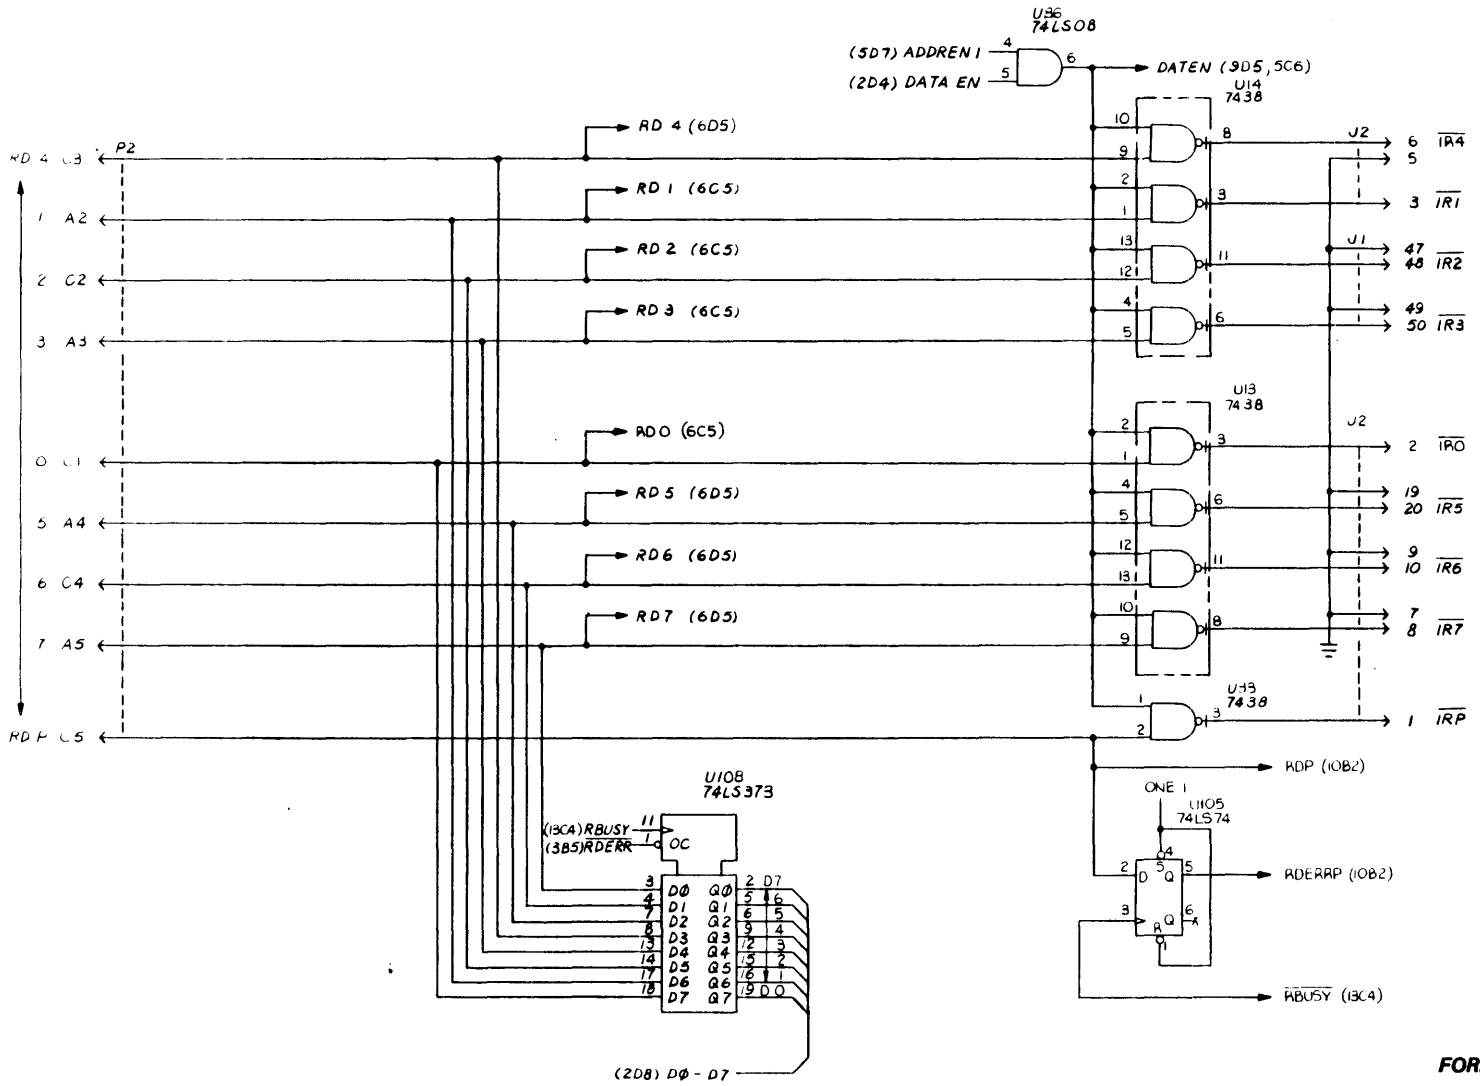 U86
74LS08
(5D7) ADDREN 1 4
(2D4) DATA EN 5
6
DATEN (9D5, 5C6)
U14
7438
RD 4 (6D5)
10
9
8
J2
6 IR4
5
RD 4 C3
P2
RD 1 (6C5)
2
1
3
3 IR1
1 A2
RD 2 (6C5)
13
12
11
J1
47
48 IR2
2 C2
RD 3 (6C5)
4
5
6
49
50 IR3
3 A3
U13
7438
RD0 (6C5)
2
1
3
J2
2 IR0
0 C1
RD 5 (6D5)
4
5
6
19
20 IR5
5 A4
RD6 (6D5)
12
13
11
9
10 IR6
6 C4
RD7 (6D5)
10
9
8
7
8 IR7
7 A5
U33
7438
1
2
3
1 IRP
RD P C5
RDP (10B2)
U108
74LS373
(13C4) RBUSY 11
(3B5) RDERR 1 OC
ONE 1
U105
74LS74
4
S
2 D Q 5
RDERRP (10B2)
3 Q 6
R
1
RBUSY (13C4)
3 DØ QØ 2 D7
4 D1 Q1 5 6
7 D2 Q2 6 5
8 D3 Q3 9 4
13 D4 Q4 12 3
14 D5 Q5 15 2
17 D6 Q6 16 1
18 D7 Q7 19 D0
(2D8) DØ - D7
FOR